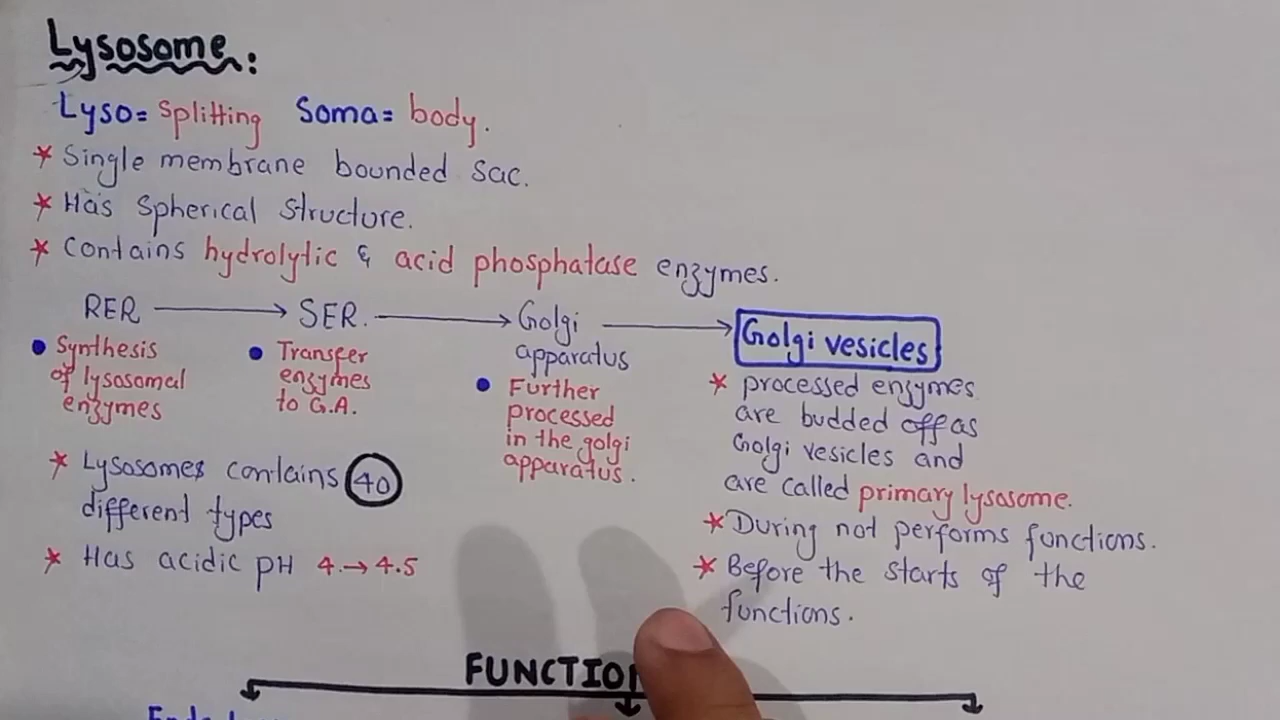 Lysosome:
Lyso= Splitting Soma= body.
* Single membrane bounded sac.
* Has Spherical Structure.
* Contains hydrolytic & acid phosphatase enzymes.
RER → SER. → Golgi apparatus → Golgi vesicles
• Synthesis
of lysosomal
enzymes
• Transfer
enzymes
to G.A.
• Further
processed
in the golgi
apparatus.
* processed enzymes
are budded off as
Golgi vesicles and
are called primary lysosome.
* During not performs functions.
* Before the starts of the
functions.
* Lysosomes contains 40
different types
* Has acidic pH 4.→4.5